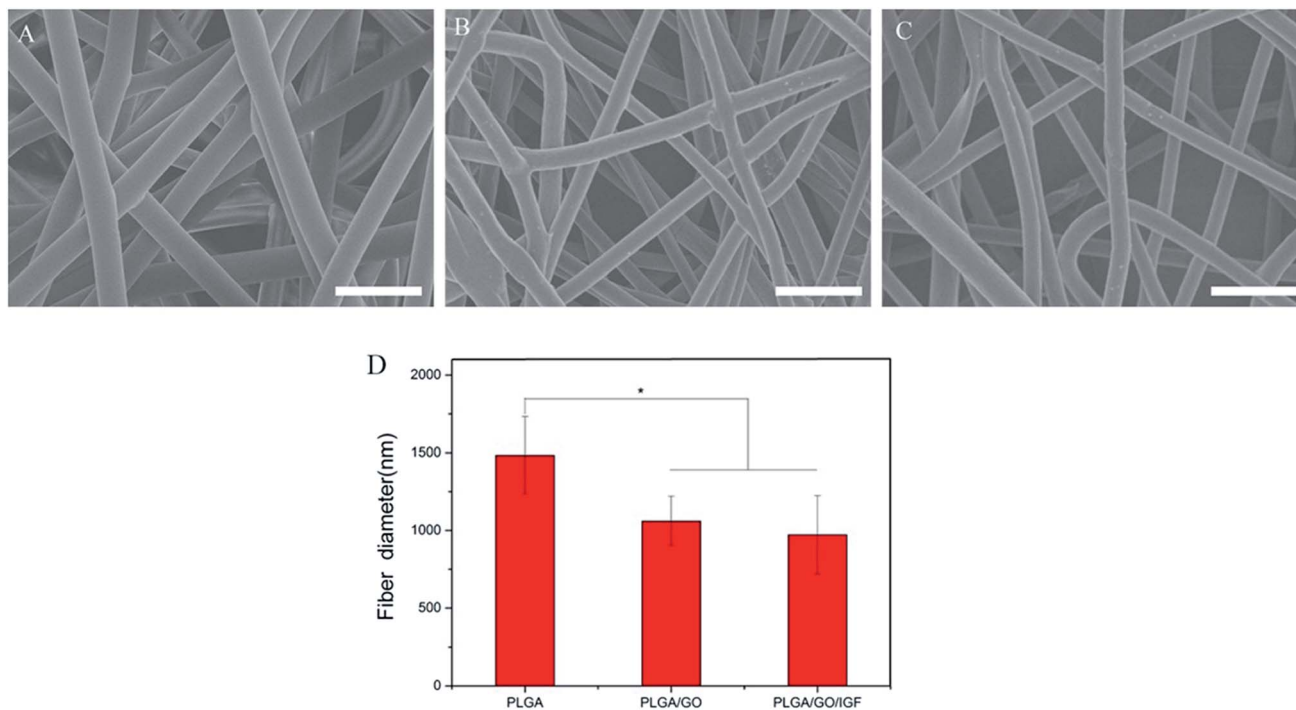 A
B
C
D
Fiber diameter(nm)
2000
1500
1000
500
0
*
PLGA
PLGA/GO
PLGA/GO/IGF